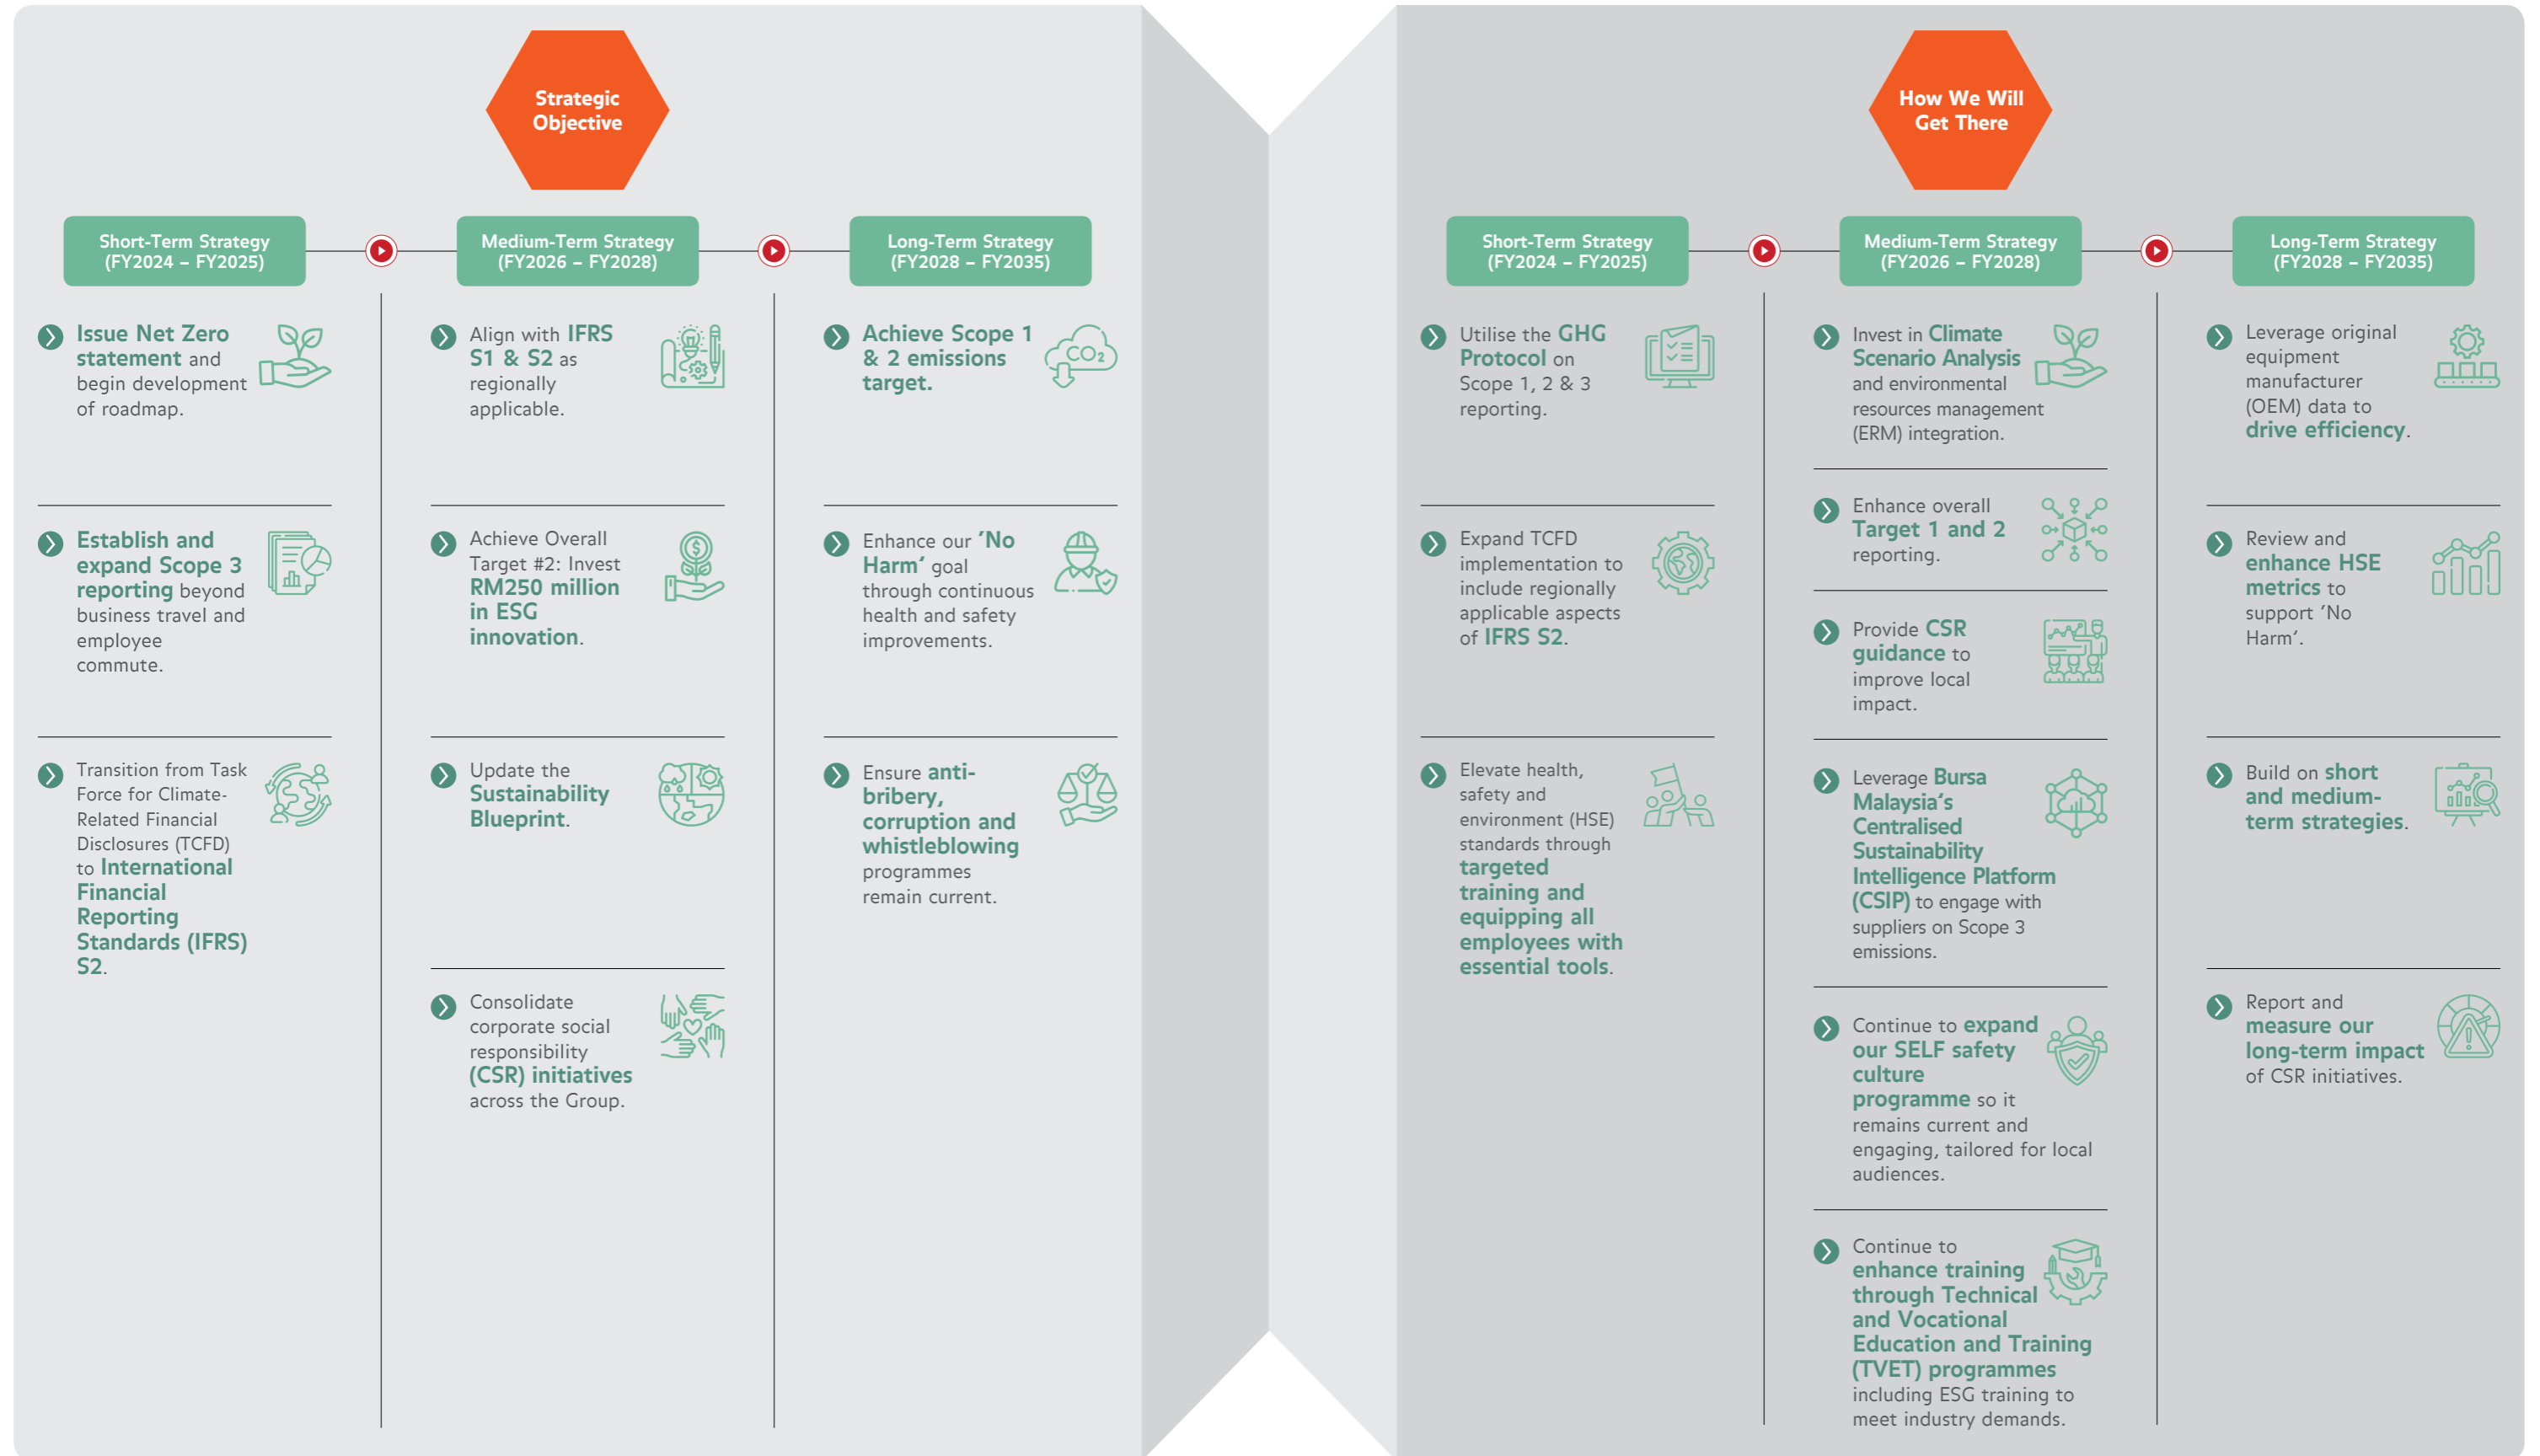 Strategic
Objective
Short-Term Strategy
(FY2024 – FY2025)
Medium-Term Strategy
(FY2026 – FY2028)
Long-Term Strategy
(FY2028 – FY2035)
Issue Net Zero
statement and
begin development
of roadmap.
Establish and
expand Scope 3
reporting beyond
business travel and
employee
commute.
Transition from Task
Force for Climate-
Related Financial
Disclosures (TCFD)
to International
Financial
Reporting
Standards (IFRS)
S2.
Align with IFRS
S1 & S2 as
regionally
applicable.
Achieve Overall
Target #2: Invest
RM250 million
in ESG
innovation.
Update the
Sustainability
Blueprint.
Consolidate
corporate social
responsibility
(CSR) initiatives
across the Group.
Achieve Scope 1
& 2 emissions
target.
CO2
Enhance our 'No
Harm' goal
through continuous
health and safety
improvements.
Ensure anti-
bribery,
corruption and
whistleblowing
programmes
remain current.
How We Will
Get There
Short-Term Strategy
(FY2024 – FY2025)
Medium-Term Strategy
(FY2026 – FY2028)
Long-Term Strategy
(FY2028 – FY2035)
Utilise the GHG
Protocol on
Scope 1, 2 & 3
reporting.
Expand TCFD
implementation to
include regionally
applicable aspects
of IFRS S2.
Elevate health,
safety and
environment (HSE)
standards through
targeted
training and
equipping all
employees with
essential tools.
Invest in Climate
Scenario Analysis
and environmental
resources management
(ERM) integration.
Enhance overall
Target 1 and 2
reporting.
Provide CSR
guidance to
improve local
impact.
Leverage Bursa
Malaysia's
Centralised
Sustainability
Intelligence Platform
(CSIP) to engage with
suppliers on Scope 3
emissions.
Continue to expand
our SELF safety
culture
programme so it
remains current and
engaging, tailored for local
audiences.
Continue to
enhance training
through Technical
and Vocational
Education and Training
(TVET) programmes
including ESG training to
meet industry demands.
Leverage original
equipment
manufacturer
(OEM) data to
drive efficiency.
Review and
enhance HSE
metrics to
support 'No
Harm'.
Build on short
and medium-
term strategies.
Report and
measure our
long-term impact
of CSR initiatives.